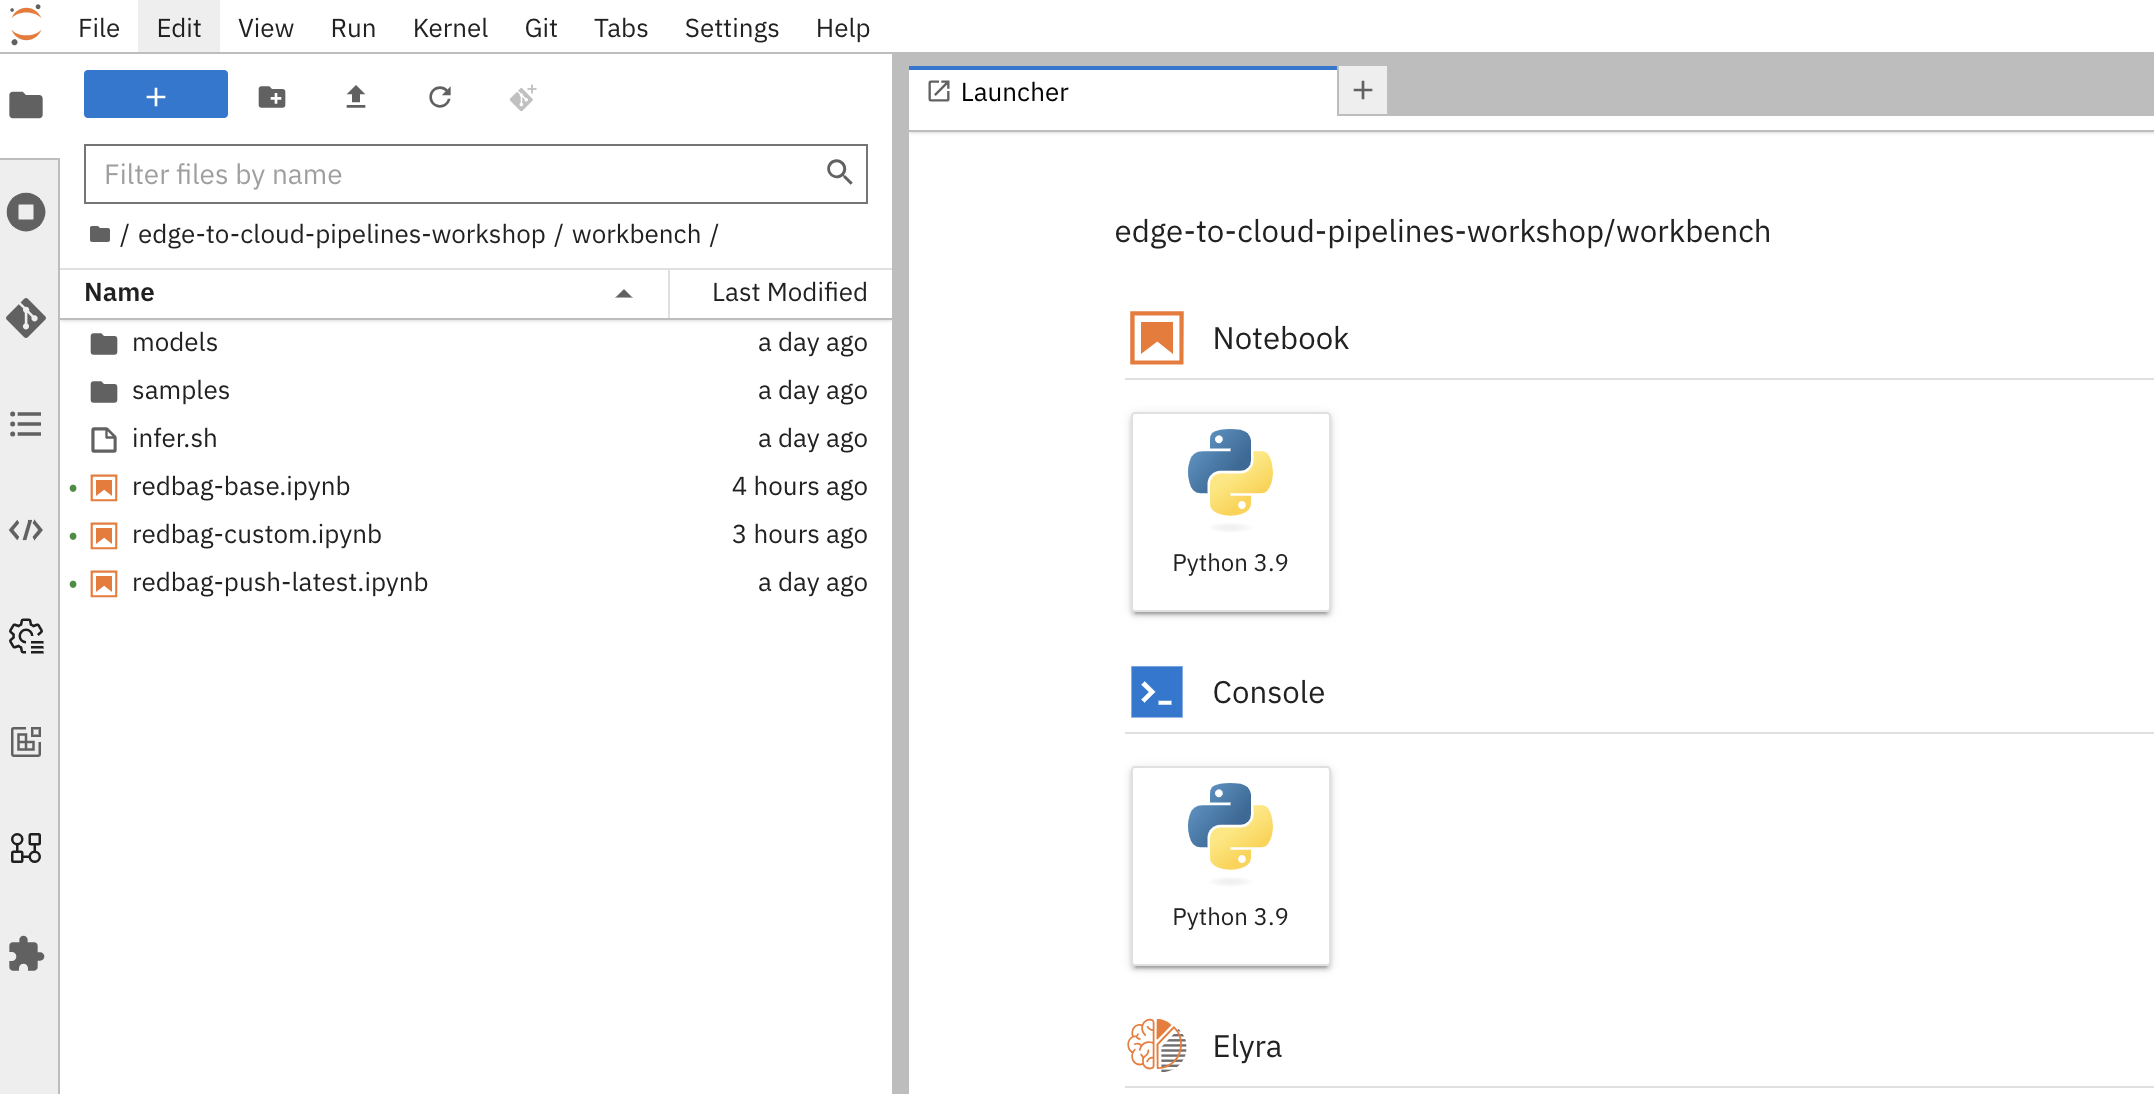 File Edit View Run Kernel Git Tabs Settings Help
Launcher
Filter files by name
/ edge-to-cloud-pipelines-workshop / workbench /
Name Last Modified
models a day ago
samples a day ago
infer.sh a day ago
redbag-base.ipynb 4 hours ago
redbag-custom.ipynb 3 hours ago
redbag-push-latest.ipynb a day ago
edge-to-cloud-pipelines-workshop/workbench
Notebook
Python 3.9
Console
Python 3.9
Elyra